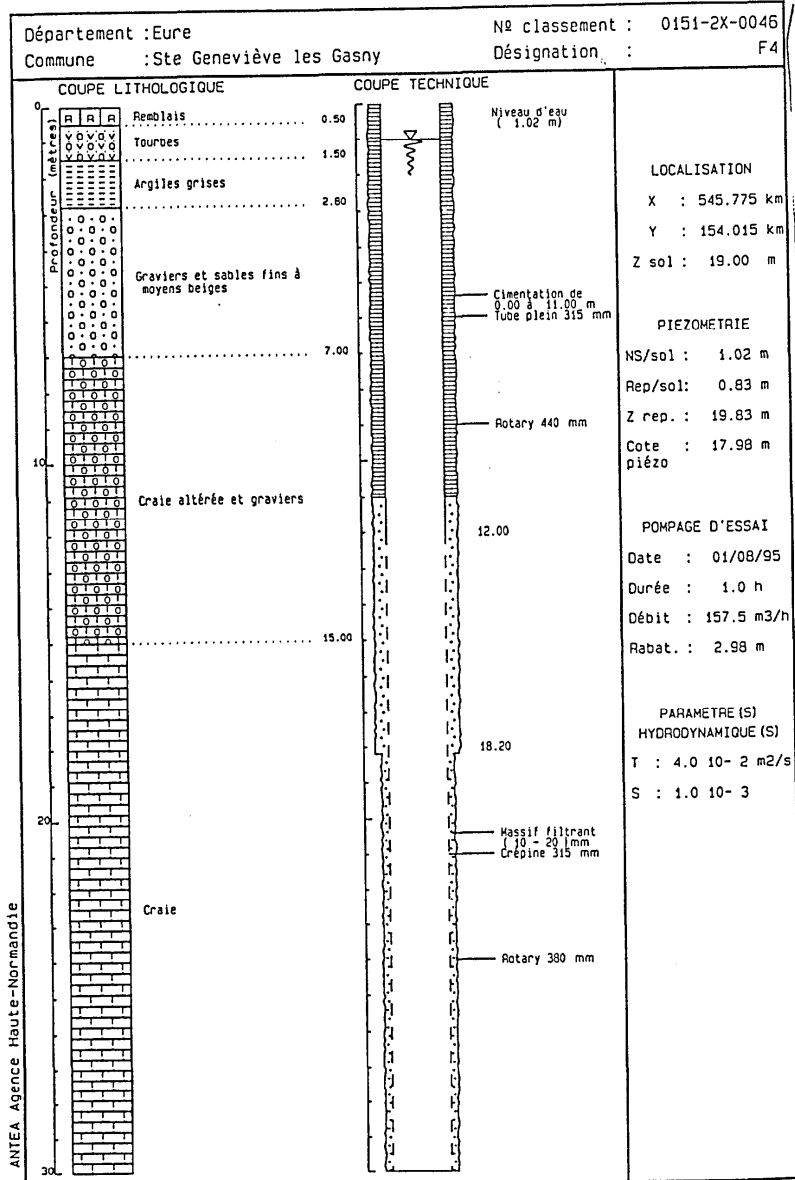 Département : Eure
Nº classement : 0151-2X-0046
Commune : Ste Geneviève les Gasny
Désignation : F4
COUPE LITHOLOGIQUE
COUPE TECHNIQUE
Profondeur (mètres)
0
10
20
30
R R R
Remblais
0.50
Tourbes
1.50
Argiles grises
2.80
Graviers et sables fins à
moyens beiges
7.00
Craie altérée et graviers
15.00
Craie
Niveau d'eau
( 1.02 m)
Cimentation de
0.00 à 11.00 m
Tube plein 315 mm
Rotary 440 mm
12.00
18.20
Massif filtrant
( 10 - 20 )mm
Crépine 315 mm
Rotary 380 mm
LOCALISATION
X : 545.775 km
Y : 154.015 km
Z sol : 19.00 m
PIEZOMETRIE
NS/sol : 1.02 m
Rep/sol: 0.83 m
Z rep. : 19.83 m
Cote : 17.98 m
piézo
POMPAGE D'ESSAI
Date : 01/08/95
Durée : 1.0 h
Débit : 157.5 m3/h
Rabat. : 2.98 m
PARAMETRE(S)
HYDRODYNAMIQUE(S)
T : 4.0 10- 2 m2/s
S : 1.0 10- 3
ANTEA Agence Haute-Normandie